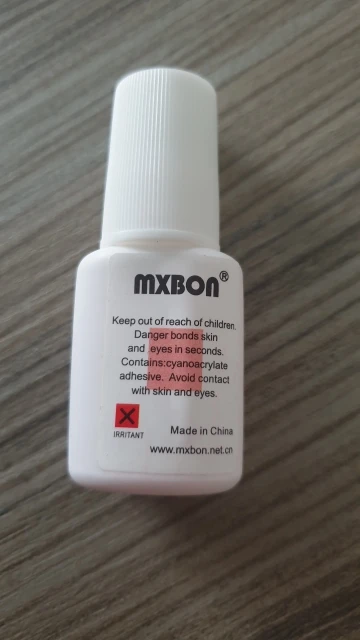 MXBON®
Keep out of reach of children.
Danger bonds skin
and eyes in seconds.
Contains:cyanoacrylate
adhesive. Avoid contact
with skin and eyes.
IRRITANT
Made in China
www.mxbon.net.cn